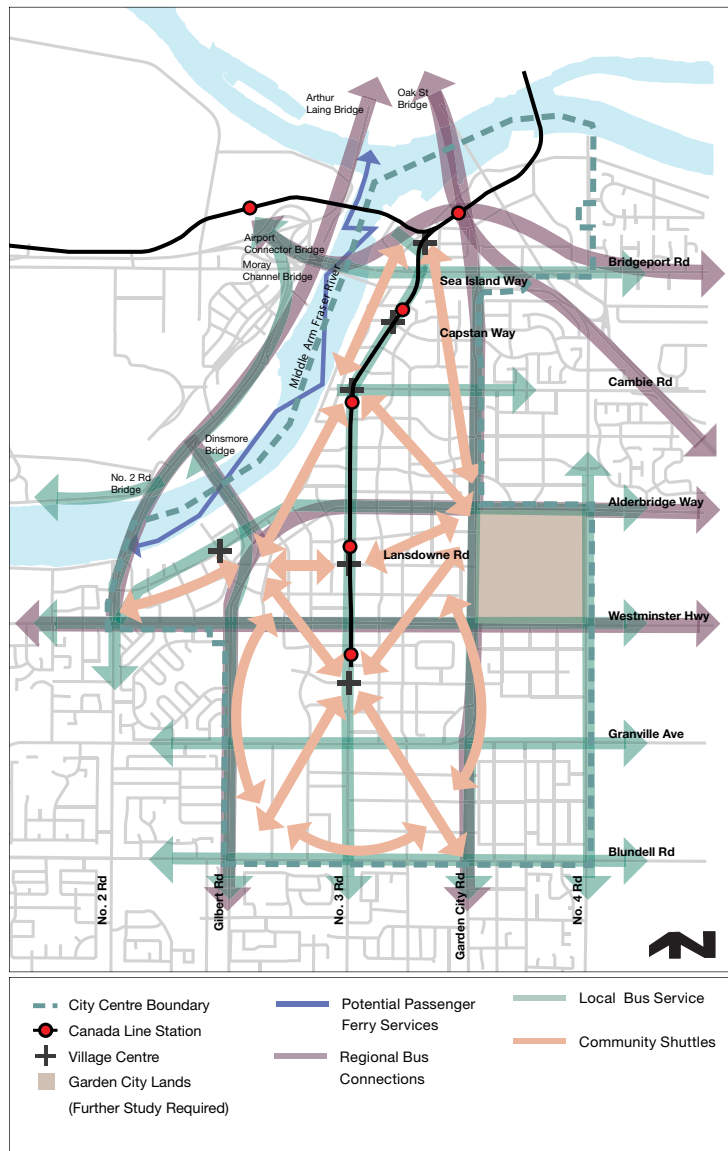 Arthur
Laing Bridge
Oak St
Bridge
Airport
Connector Bridge
Moray
Channel Bridge
Bridgeport Rd
Sea Island Way
Middle Arm Fraser River
Capstan Way
Cambie Rd
Dinsmore
Bridge
No. 2 Rd
Bridge
Alderbridge Way
Lansdowne Rd
Westminster Hwy
Granville Ave
Blundell Rd
No. 2 Rd
Gilbert Rd
No. 3 Rd
Garden City Rd
No. 4 Rd
N
City Centre Boundary
Canada Line Station
Village Centre
Garden City Lands
(Further Study Required)
Potential Passenger
Ferry Services
Regional Bus
Connections
Local Bus Service
Community Shuttles